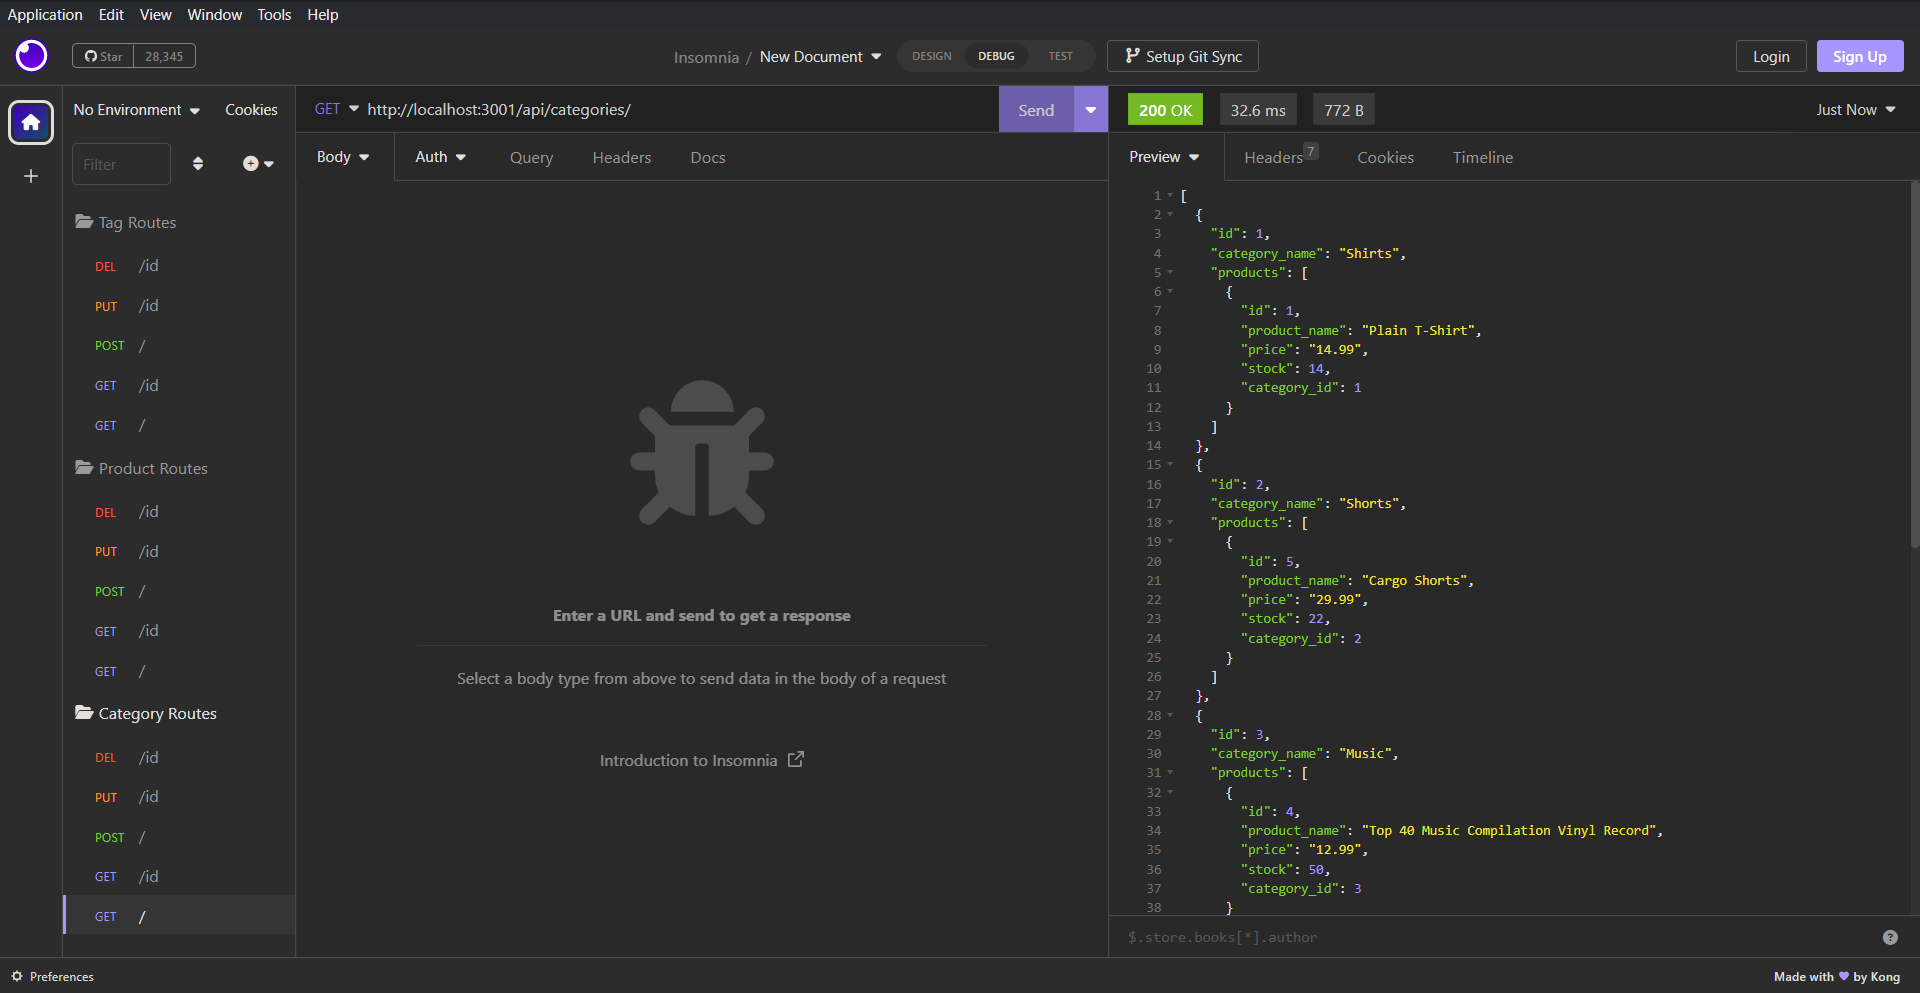 Application Edit View Window Tools Help
Star 28,345
Insomnia / New Document DESIGN DEBUG TEST Setup Git Sync
Login Sign Up
No Environment Cookies
Filter
Tag Routes
DEL /id
PUT /id
POST /
GET /id
GET /
Product Routes
DEL /id
PUT /id
POST /
GET /id
GET /
Category Routes
DEL /id
PUT /id
POST /
GET /id
GET /
GET http://localhost:3001/api/categories/ Send
Body Auth Query Headers Docs
Enter a URL and send to get a response
Select a body type from above to send data in the body of a request
Introduction to Insomnia
200 OK 32.6 ms 772 B Just Now
Preview Headers 7 Cookies Timeline
1 [
2 {
3 "id": 1,
4 "category_name": "Shirts",
5 "products": [
6 {
7 "id": 1,
8 "product_name": "Plain T-Shirt",
9 "price": "14.99",
10 "stock": 14,
11 "category_id": 1
12 }
13 ]
14 },
15 {
16 "id": 2,
17 "category_name": "Shorts",
18 "products": [
19 {
20 "id": 5,
21 "product_name": "Cargo Shorts",
22 "price": "29.99",
23 "stock": 22,
24 "category_id": 2
25 }
26 ]
27 },
28 {
29 "id": 3,
30 "category_name": "Music",
31 "products": [
32 {
33 "id": 4,
34 "product_name": "Top 40 Music Compilation Vinyl Record",
35 "price": "12.99",
36 "stock": 50,
37 "category_id": 3
38 }
$.store.books[*].author ?
Preferences
Made with by Kong